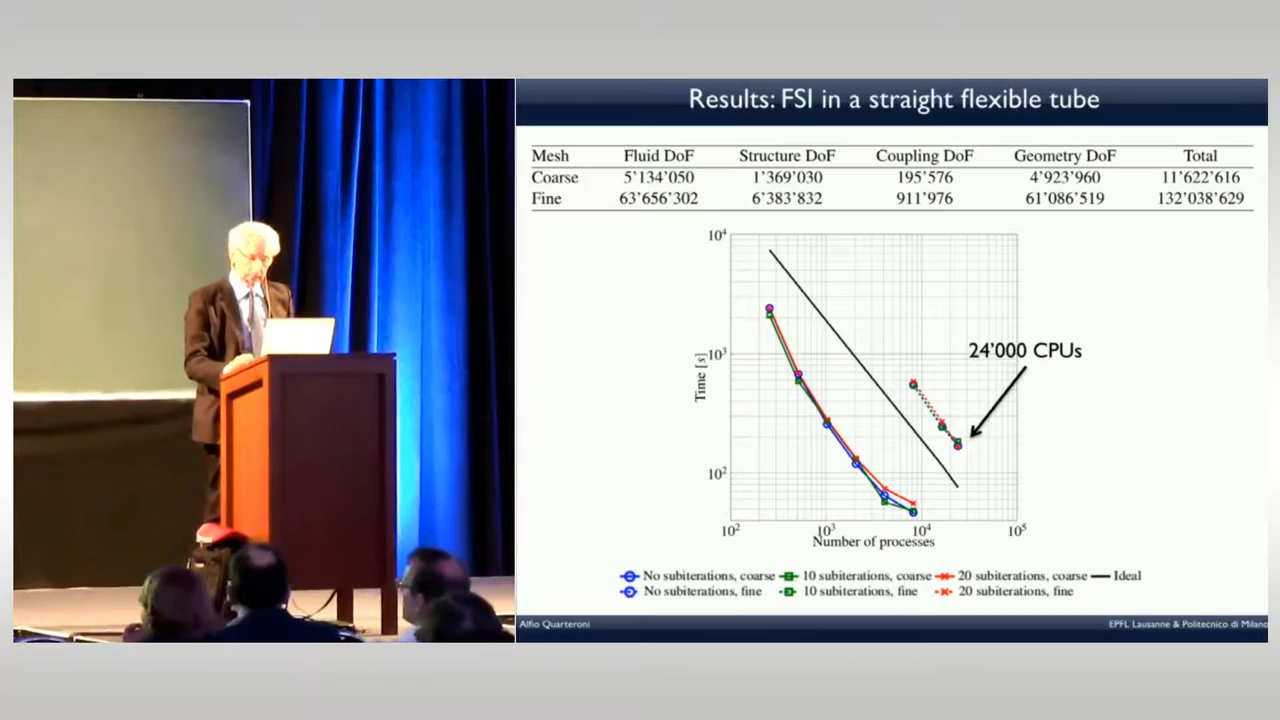 Results: FSI in a straight flexible tube
Mesh Fluid DoF Structure DoF Coupling DoF Geometry DoF Total
Coarse 5'134'050 1'369'030 195'576 4'923'960 11'622'616
Fine 63'656'302 6'383'832 911'976 61'086'519 132'038'629
10⁴
24'000 CPUs
10³
Time [s]
10²
10² 10³ 10⁴ 10⁵
Number of processes
No subiterations, coarse 10 subiterations, coarse 20 subiterations, coarse Ideal
No subiterations, fine 10 subiterations, fine 20 subiterations, fine
Alfio Quarteroni EPFL Lausanne & Politecnico di Milano